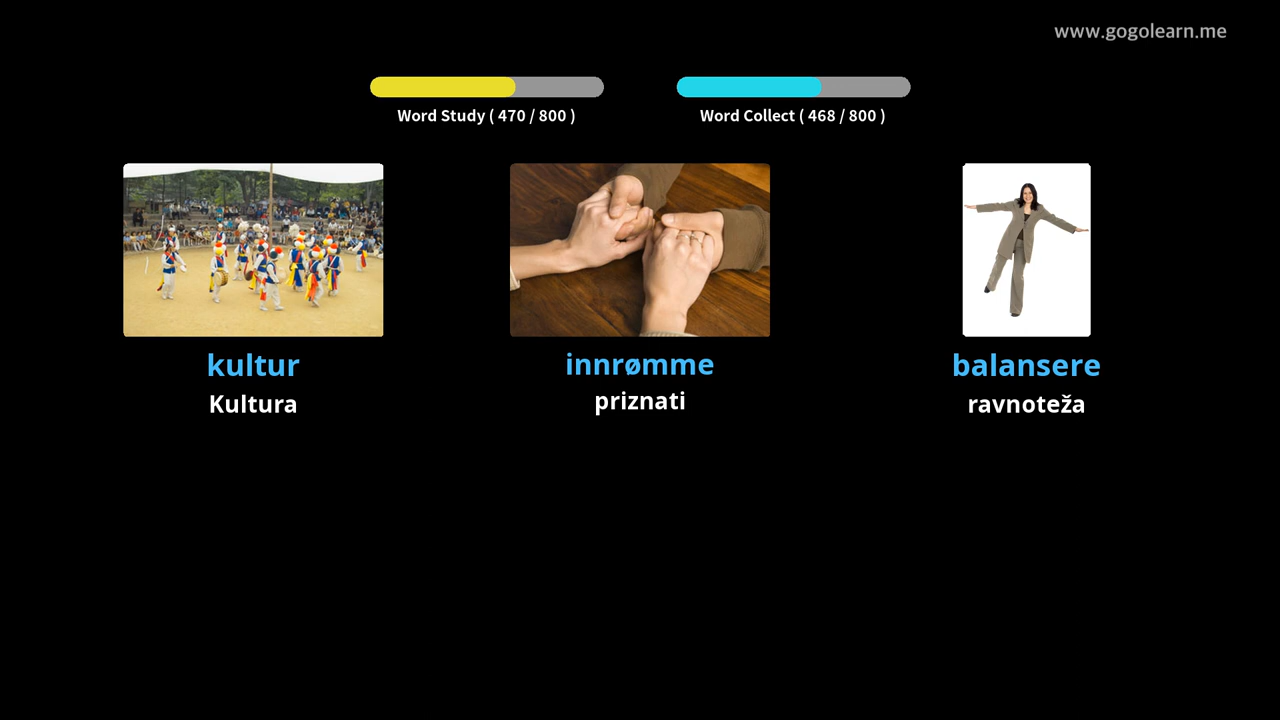 www.gogolearn.me
Word Study ( 470 / 800 )
Word Collect ( 468 / 800 )
kultur
Kultura
innrømme
priznati
balansere
ravnoteža